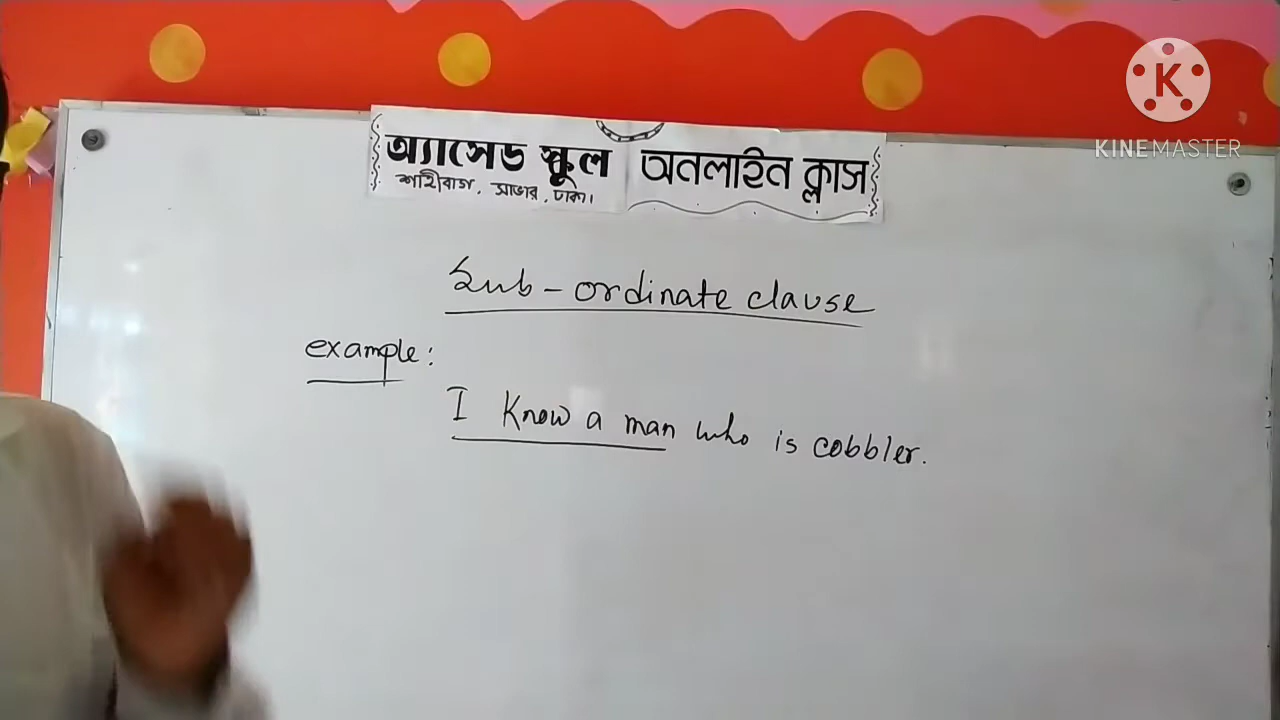 K
KINEMASTER
অ্যাসেড স্কুল
শাহীবাগ, সাভার, ঢাকা।
অনলাইন ক্লাস
Sub-ordinate clause
example:
I Know a man who is cobbler.